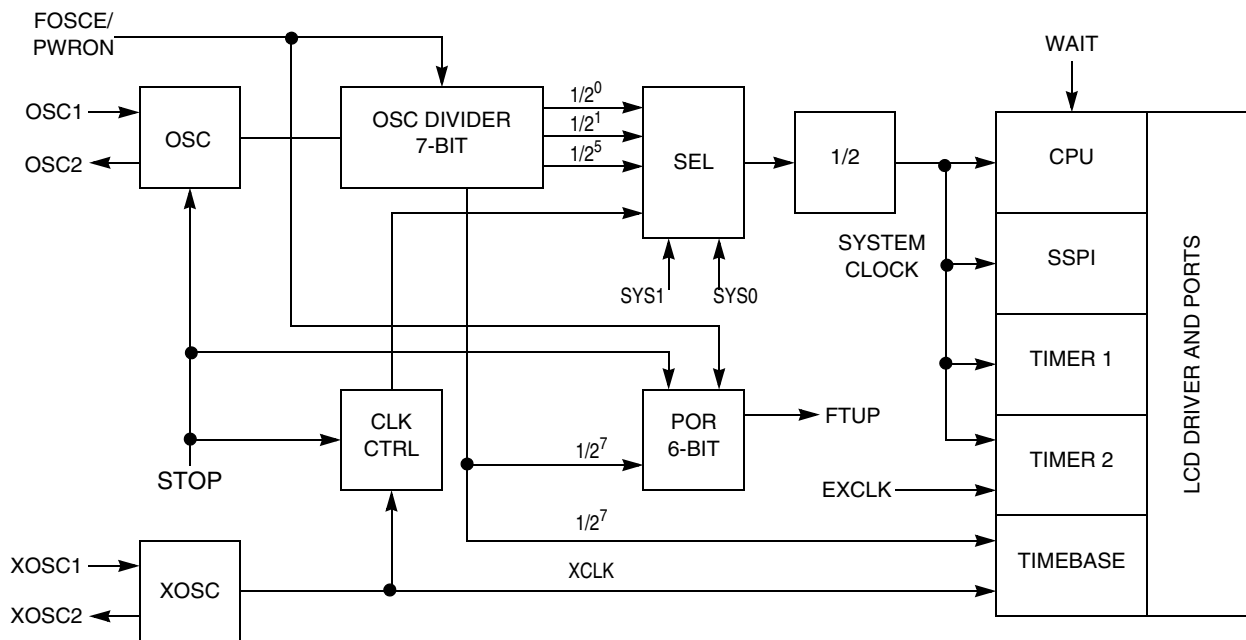 FOSCE/
PWRON
WAIT
OSC1
OSC2
OSC
OSC DIVIDER
7-BIT
1/2⁰
1/2¹
1/2⁵
SEL
1/2
CPU
SYSTEM
CLOCK
SSPI
SYS1
SYS0
TIMER 1
CLK
CTRL
POR
6-BIT
FTUP
TIMER 2
STOP
1/2⁷
EXCLK
1/2⁷
XOSC1
XOSC2
XOSC
XCLK
TIMEBASE
LCD DRIVER AND PORTS